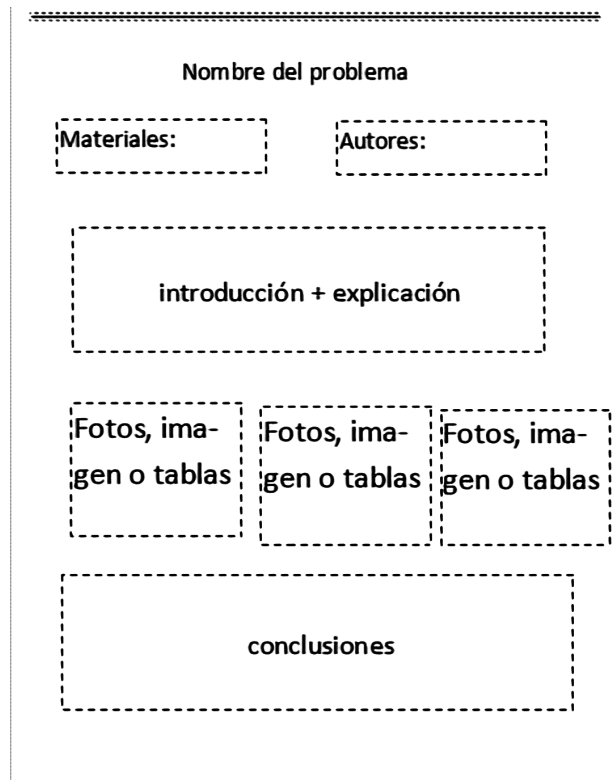 Nombre del problema
Materiales:
Autores:
introducción + explicación
Fotos, ima-
gen o tablas
Fotos, ima-
gen o tablas
Fotos, ima-
gen o tablas
conclusiones